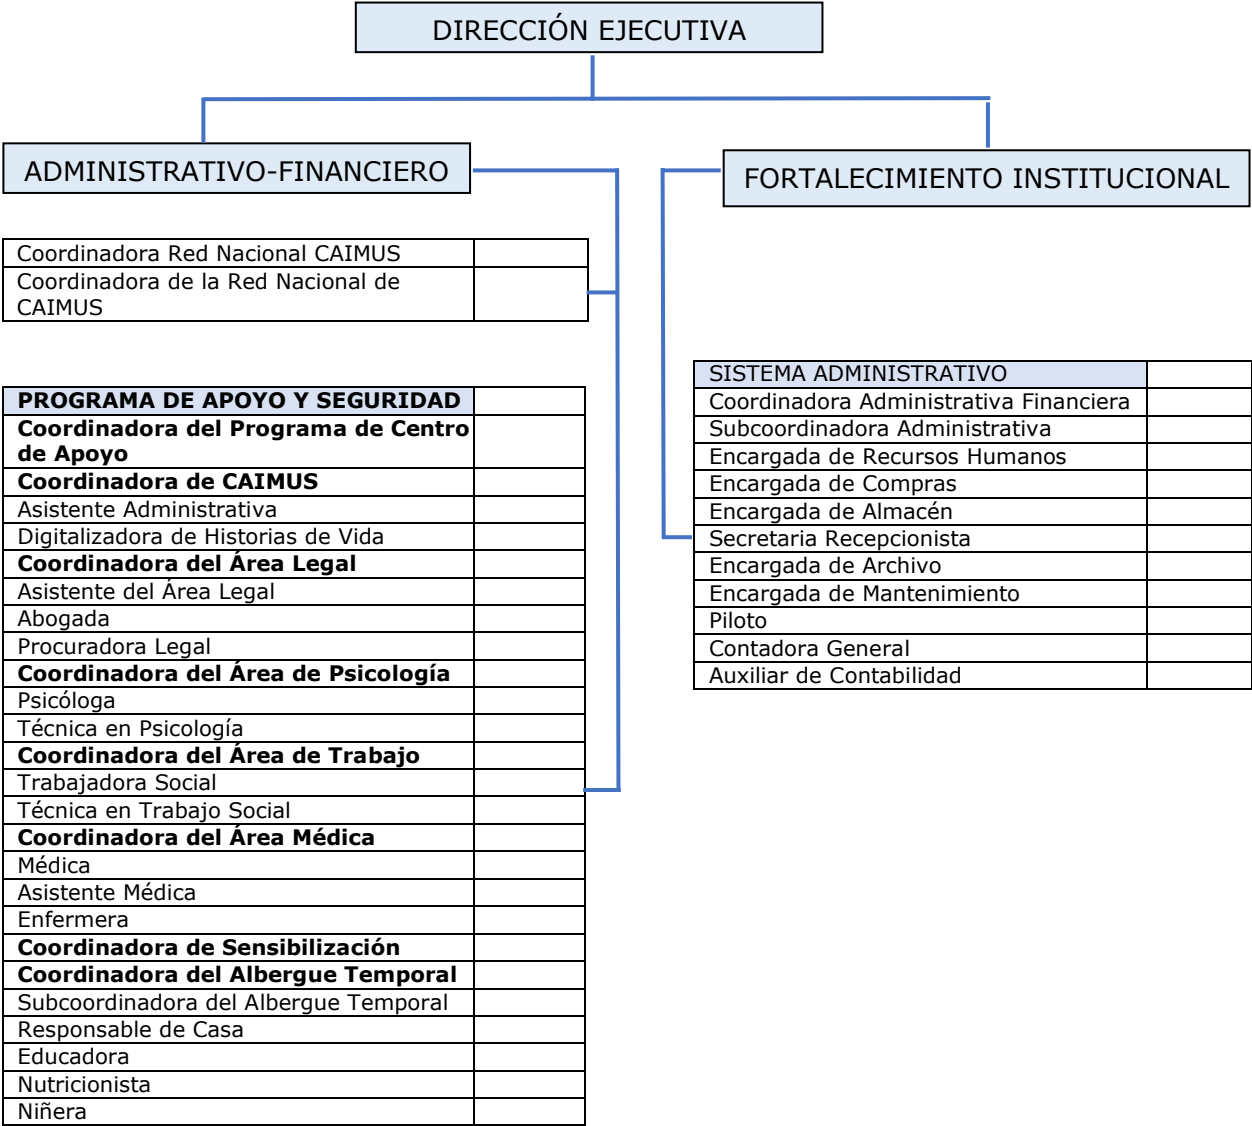 DIRECCIÓN EJECUTIVA
ADMINISTRATIVO-FINANCIERO
FORTALECIMIENTO INSTITUCIONAL
Coordinadora Red Nacional CAIMUS
Coordinadora de la Red Nacional de
CAIMUS
PROGRAMA DE APOYO Y SEGURIDAD
Coordinadora del Programa de Centro
de Apoyo
Coordinadora de CAIMUS
Asistente Administrativa
Digitalizadora de Historias de Vida
Coordinadora del Área Legal
Asistente del Área Legal
Abogada
Procuradora Legal
Coordinadora del Área de Psicología
Psicóloga
Técnica en Psicología
Coordinadora del Área de Trabajo
Trabajadora Social
Técnica en Trabajo Social
Coordinadora del Área Médica
Médica
Asistente Médica
Enfermera
Coordinadora de Sensibilización
Coordinadora del Albergue Temporal
Subcoordinadora del Albergue Temporal
Responsable de Casa
Educadora
Nutricionista
Niñera
SISTEMA ADMINISTRATIVO
Coordinadora Administrativa Financiera
Subcoordinadora Administrativa
Encargada de Recursos Humanos
Encargada de Compras
Encargada de Almacén
Secretaria Recepcionista
Encargada de Archivo
Encargada de Mantenimiento
Piloto
Contadora General
Auxiliar de Contabilidad